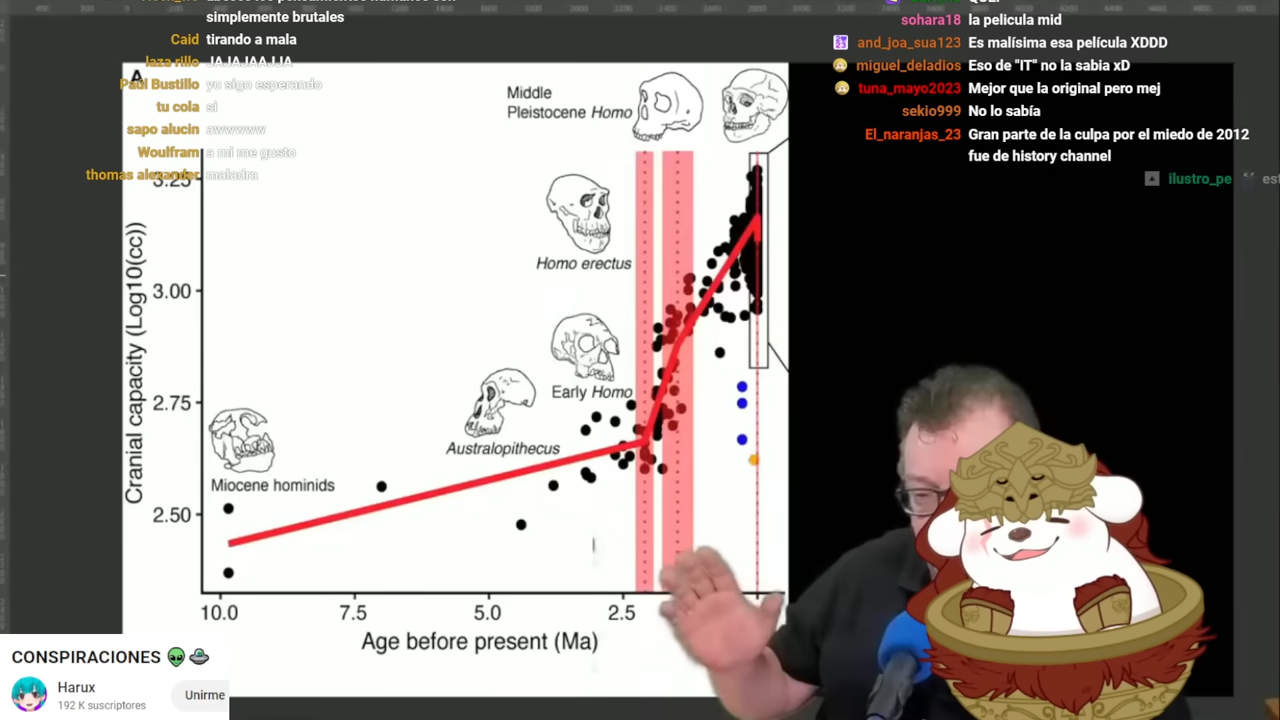 simplemente brutales
Caid tirando a mala
laza rillo JAJAJAAJJA
Paul Bustillo yo sigo esperando
tu cola si
sapo alucin awwwww
Woulfram a mi me gusto
thomas alexander maladra
sohara18 la pelicula mid
and_joa_sua123 Es malísima esa película XDDD
miguel_deladios Eso de "IT" no la sabia xD
tuna_mayo2023 Mejor que la original pero mej
sekio999 No lo sabía
El_naranjas_23 Gran parte de la culpa por el miedo de 2012
fue de history channel
ilustro_pe est
A
Middle
Pleistocene Homo
Homo erectus
Early Homo
Australopithecus
Miocene hominids
Cranial capacity (Log10(cc))
3.25
3.00
2.75
2.50
10.0 7.5 5.0 2.5
Age before present (Ma)
CONSPIRACIONES 👽🛸
Harux
192 K suscriptores
Unirme